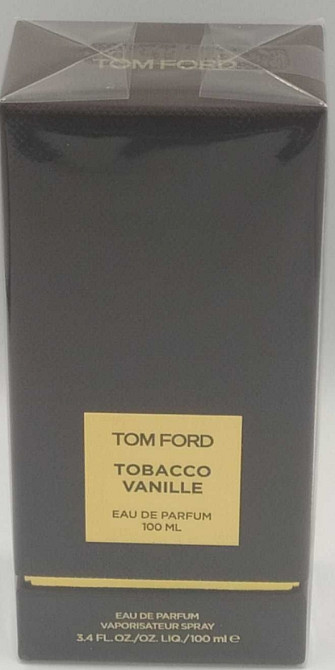 TOM FORD
TOM FORD
TOBACCO
VANILLE
EAU DE PARFUM
100 ML
EAU DE PARFUM
VAPORISATEUR SPRAY
3.4 FL.OZ./OZ. LIQ./100 ml ℮